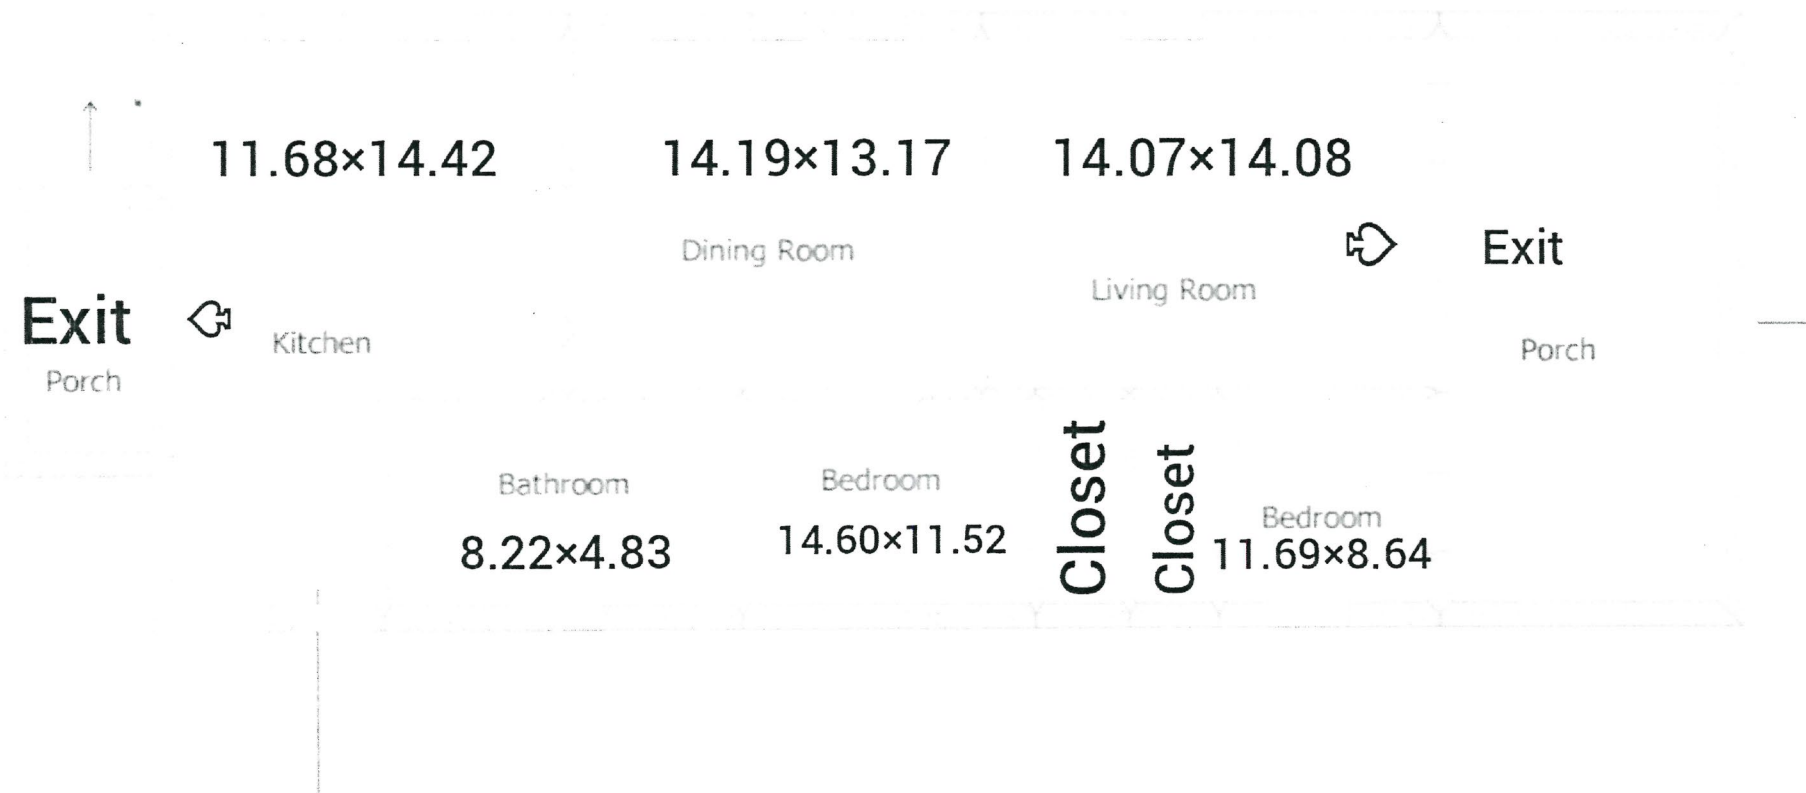 11.68×14.42
14.19×13.17
14.07×14.08
Dining Room
Exit
Living Room
Exit
Kitchen
Porch
Porch
Closet
Closet
Bathroom
Bedroom
Bedroom
8.22×4.83
14.60×11.52
11.69×8.64